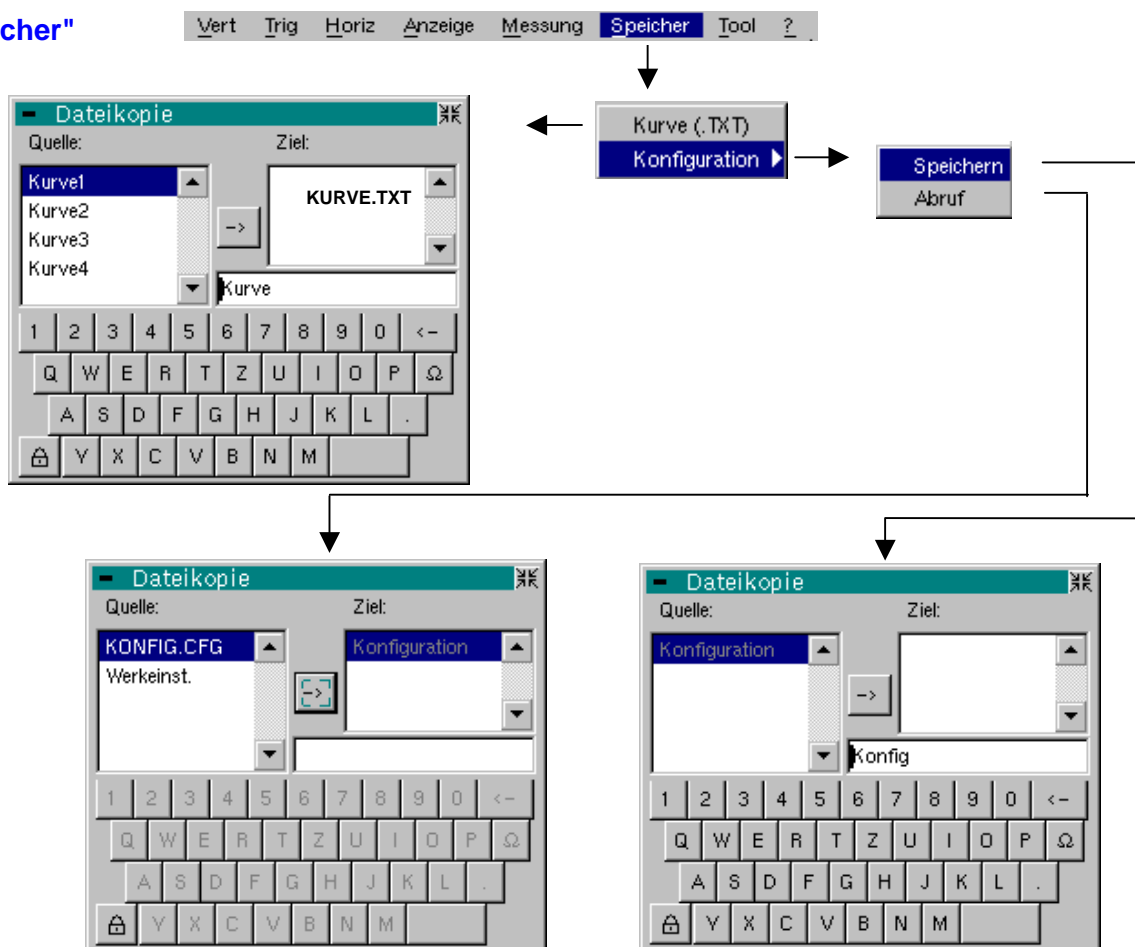 cher"
Vert Trig Horiz Anzeige Messung Speicher Tool ?
Kurve (.TXT)
Konfiguration
Speichern
Abruf
Dateikopie
Quelle: Ziel:
Kurve1
Kurve2
Kurve3
Kurve4
->
KURVE.TXT
Kurve
1 2 3 4 5 6 7 8 9 0 <-
Q W E R T Z U I O P Ω
A S D F G H J K L .
Y X C V B N M
Dateikopie
Quelle: Ziel:
KONFIG.CFG
Werkeinst.
->
Konfiguration
1 2 3 4 5 6 7 8 9 0 <-
Q W E R T Z U I O P Ω
A S D F G H J K L .
Y X C V B N M
Dateikopie
Quelle: Ziel:
Konfiguration
->
Konfig
1 2 3 4 5 6 7 8 9 0 <-
Q W E R T Z U I O P Ω
A S D F G H J K L .
Y X C V B N M